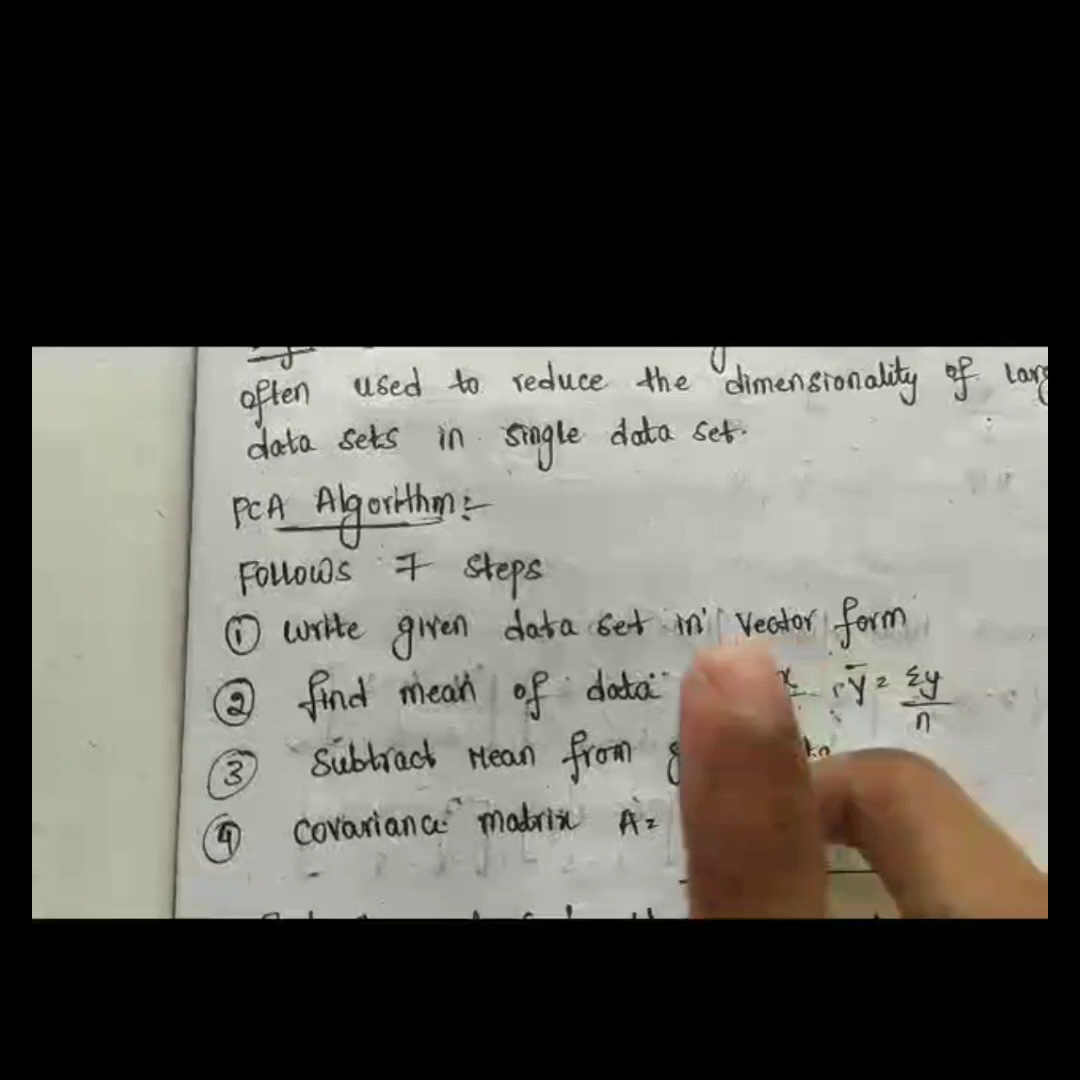 often used to reduce the dimensionality of
data sets in single data set.
PCA Algorithm:-
Follows 7 steps
① write given data set in vector form
② find mean of data ȳ = Σy/n
③ Subtract Mean from
④ covariance matrix A=